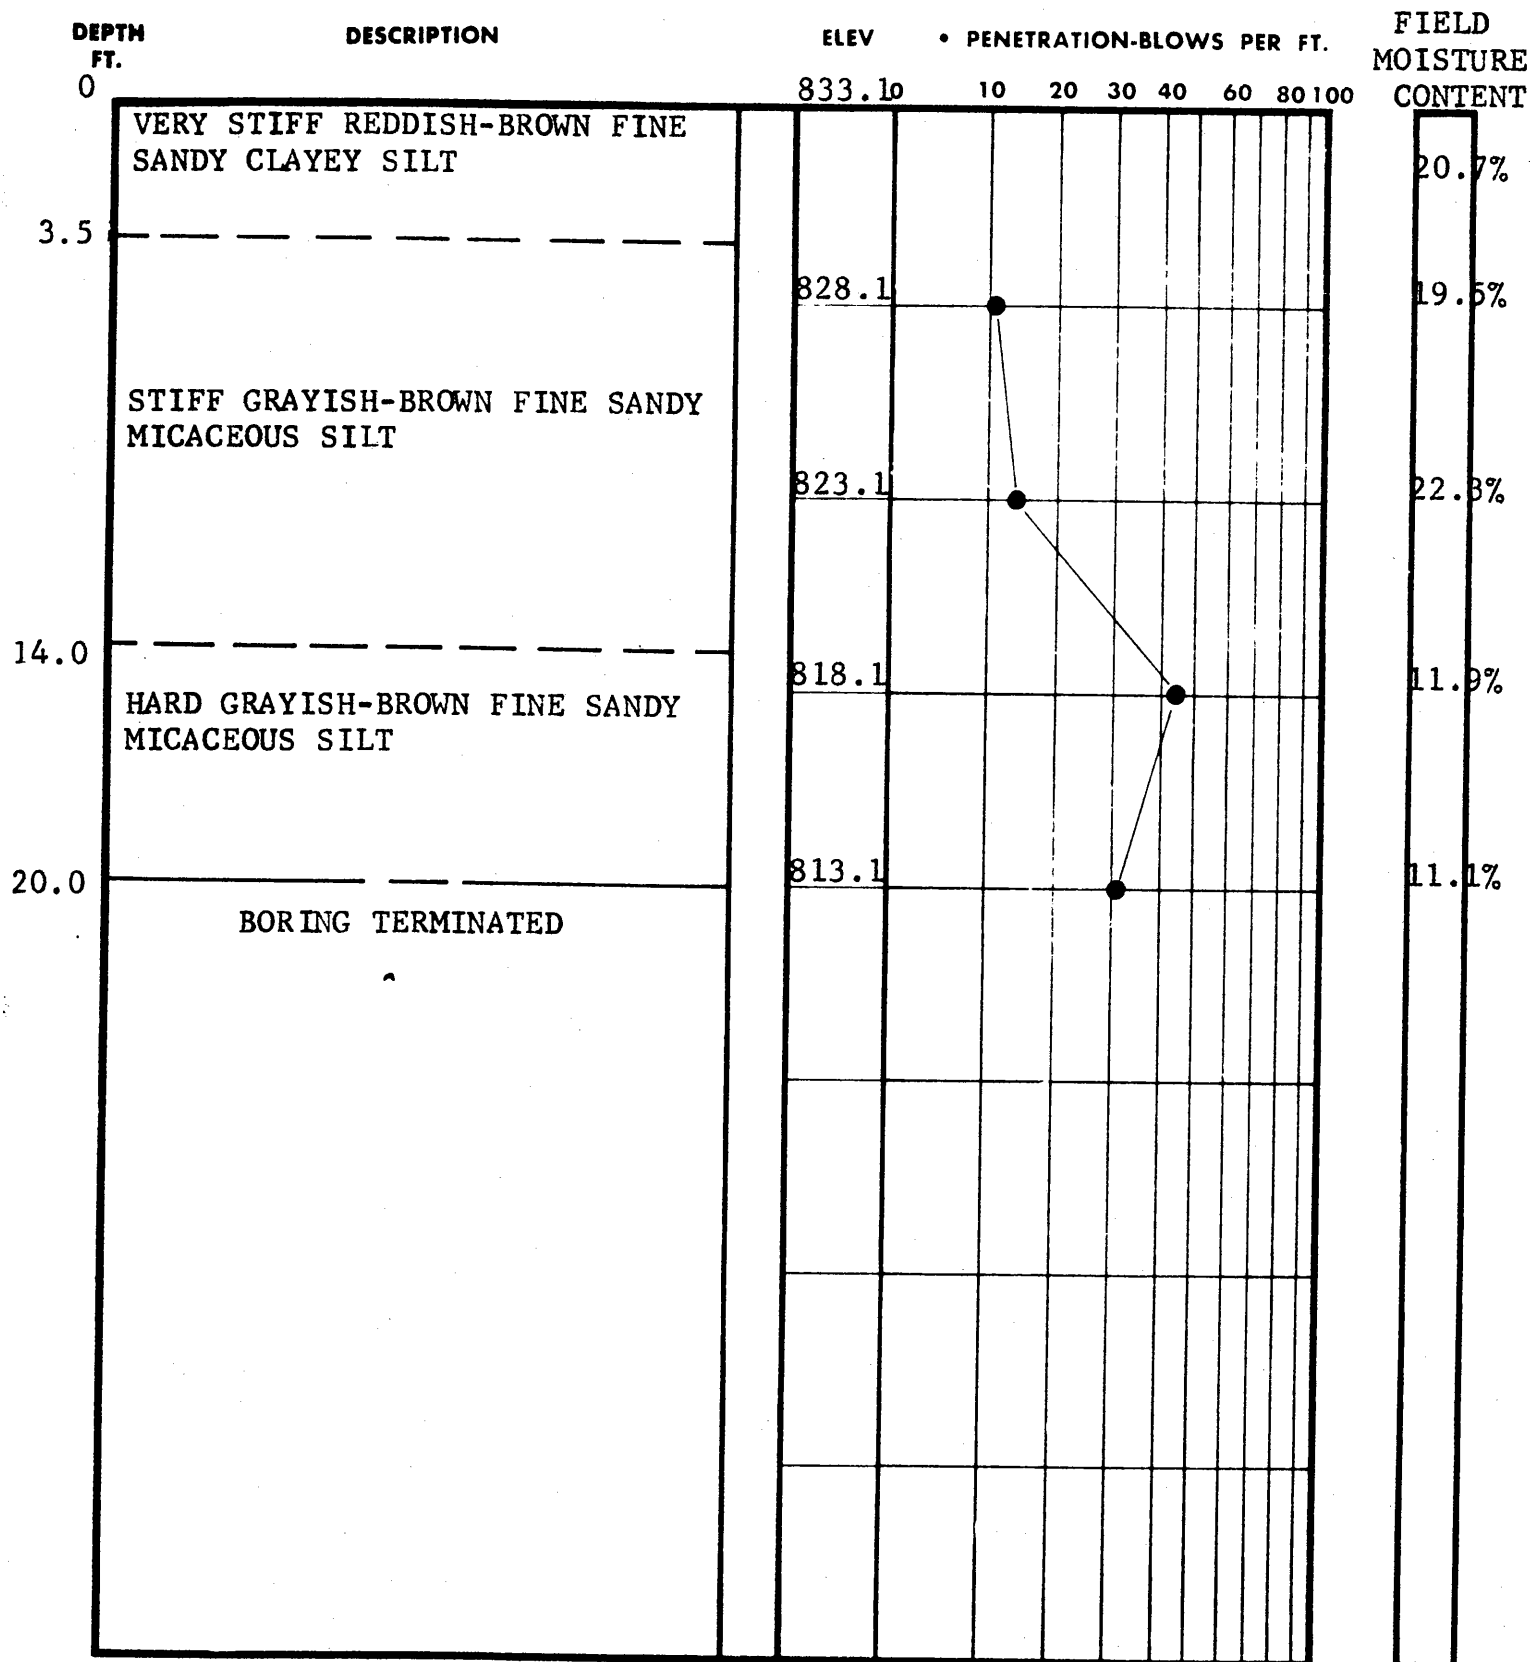 DEPTH FT.
DESCRIPTION
ELEV
• PENETRATION-BLOWS PER FT.
FIELD MOISTURE CONTENT
0
833.1
0 10 20 30 40 60 80 100
VERY STIFF REDDISH-BROWN FINE
SANDY CLAYEY SILT
20.7%
3.5
828.1
19.5%
STIFF GRAYISH-BROWN FINE SANDY
MICACEOUS SILT
823.1
22.8%
14.0
818.1
11.9%
HARD GRAYISH-BROWN FINE SANDY
MICACEOUS SILT
20.0
813.1
11.1%
BORING TERMINATED